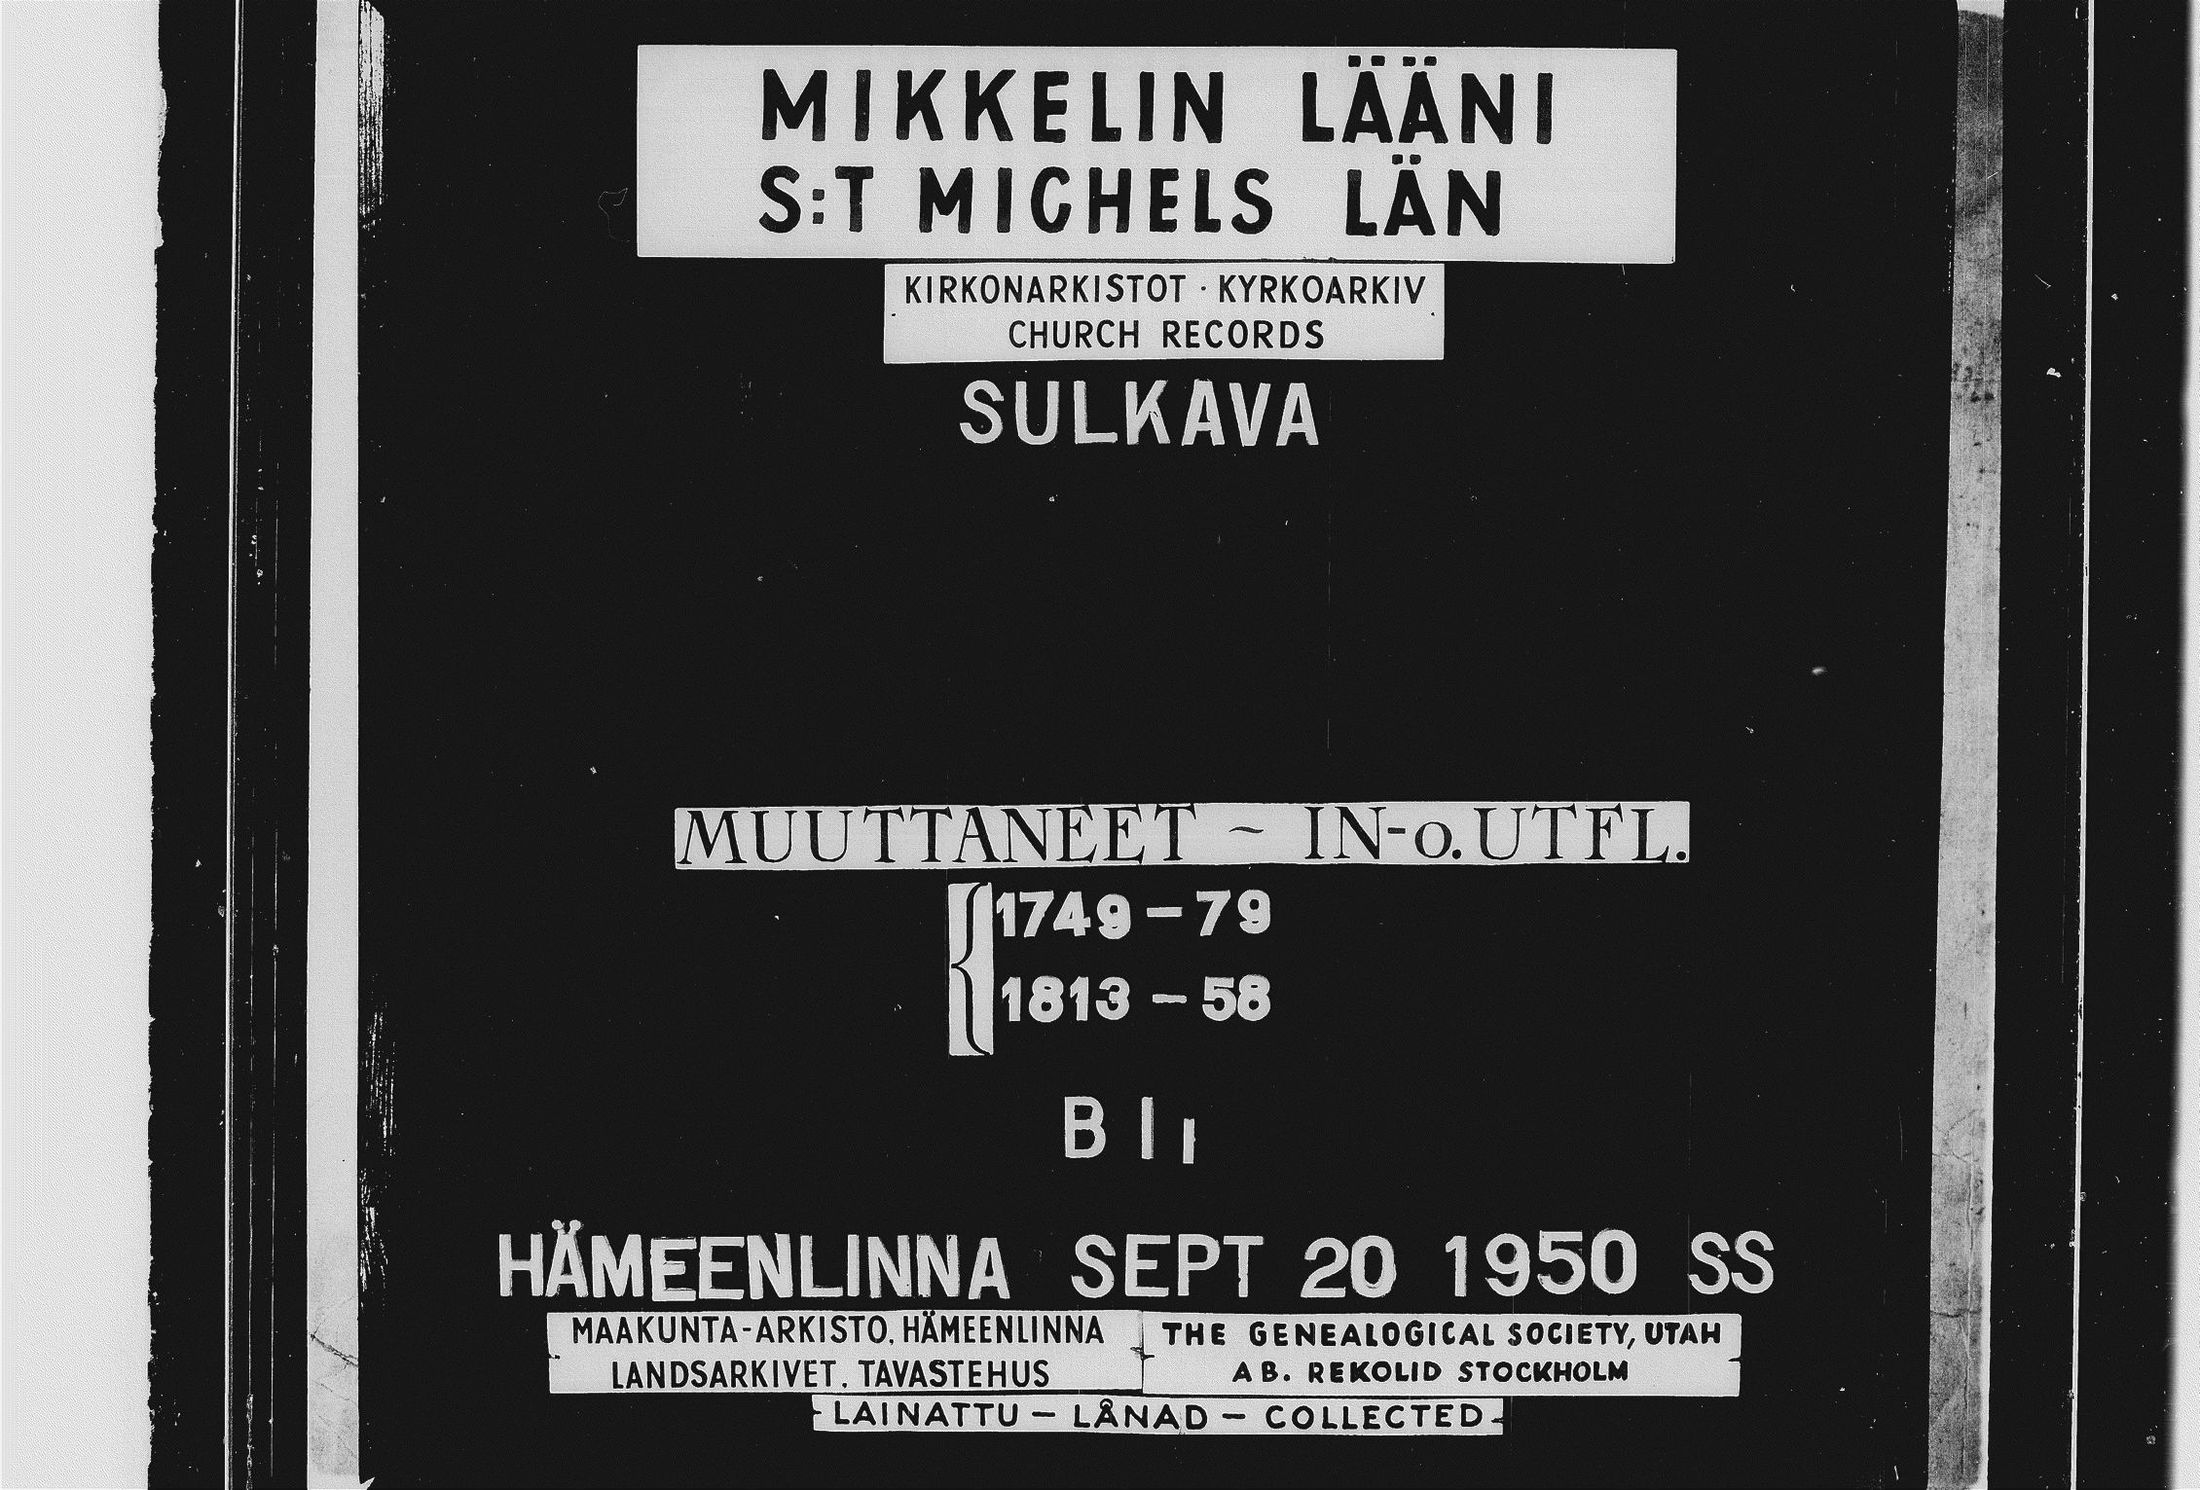 MIKKELIN LÄÄNI
S:T MICHELS LÄN
KIRKONARKISTOT · KYRKOARKIV
CHURCH RECORDS
SULKAVA
MUUTTANEET ~ IN-o. UTFL.
{1749 – 79
1813 – 58
B I 1
HÄMEENLINNA SEPT 20 1950 SS
MAAKUNTA-ARKISTO, HÄMEENLINNA
LANDSARKIVET, TAVASTEHUS
THE GENEALOGICAL SOCIETY, UTAH
AB. REKOLID STOCKHOLM
LAINATTU – LÅNAD – COLLECTED